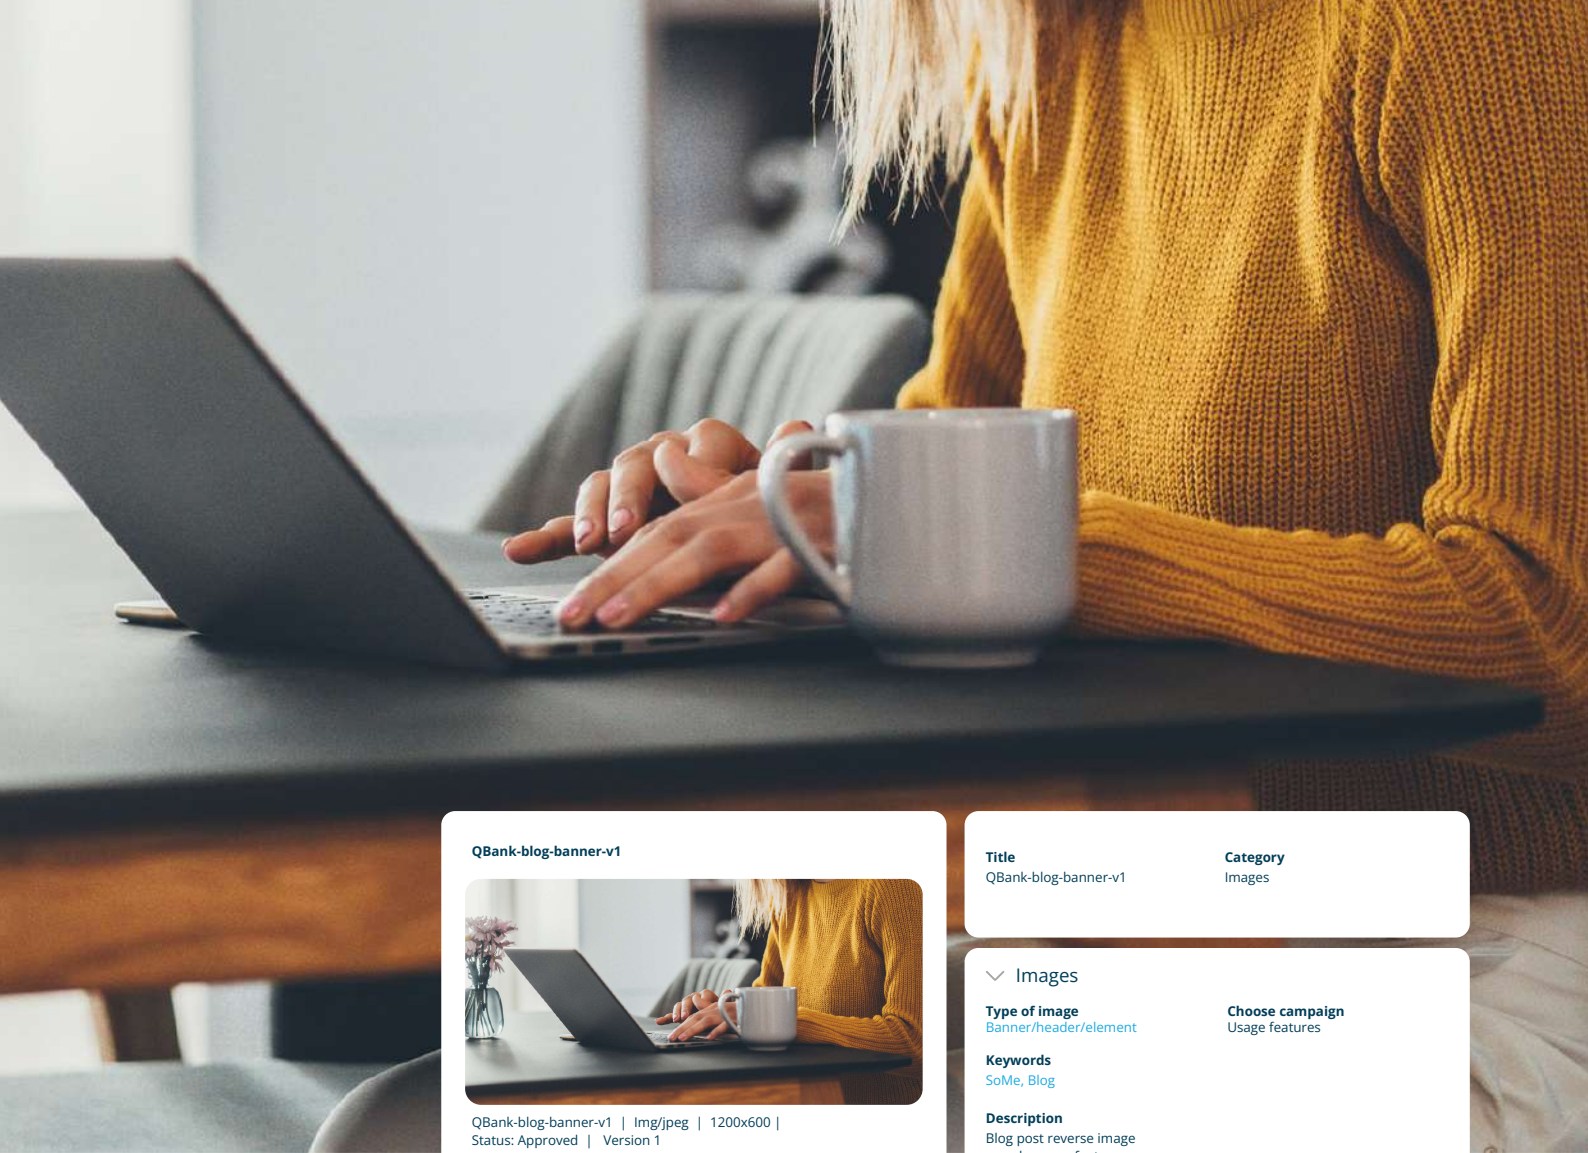 QBank-blog-banner-v1
QBank-blog-banner-v1 | Img/jpeg | 1200x600 |
Status: Approved | Version 1
Title
QBank-blog-banner-v1
Category
Images
Images
Type of image
Banner/header/element
Choose campaign
Usage features
Keywords
SoMe, Blog
Description
Blog post reverse image